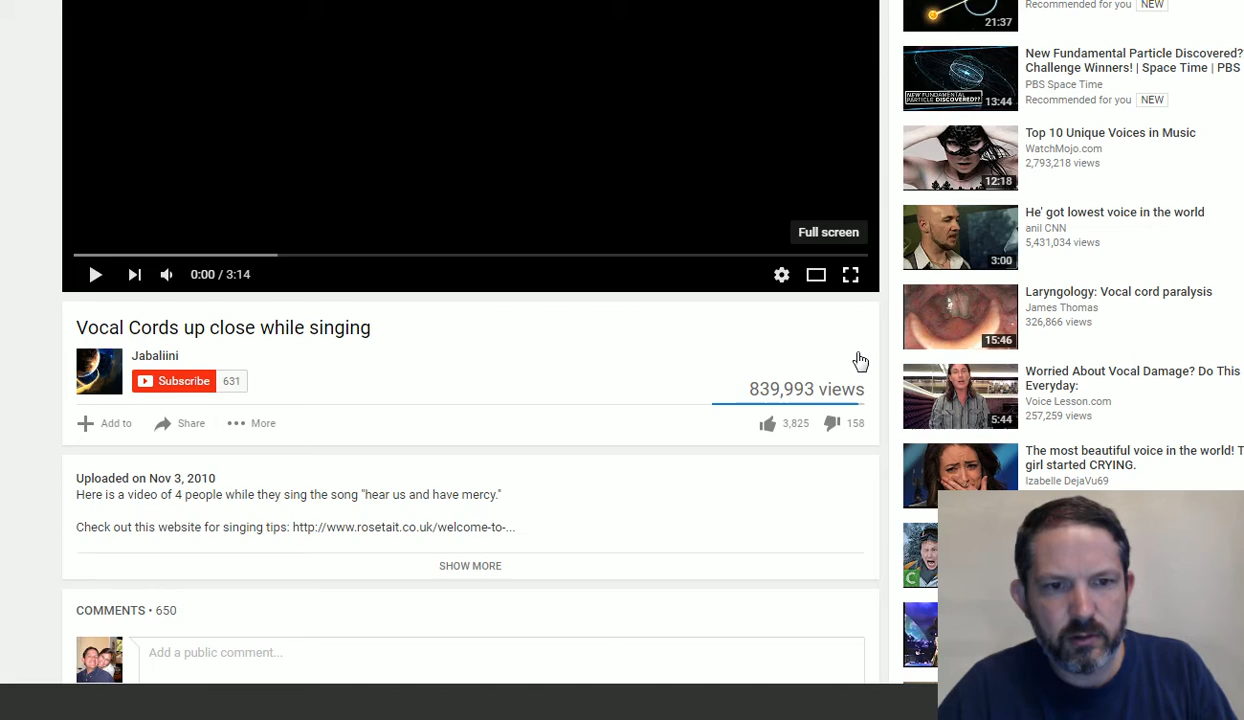 Full screen
0:00 / 3:14
Vocal Cords up close while singing
Jabaliini
Subscribe 631
839,993 views
Add to Share More 3,825 158
Uploaded on Nov 3, 2010
Here is a video of 4 people while they sing the song "hear us and have mercy."
Check out this website for singing tips: http://www.rosetait.co.uk/welcome-to-...
SHOW MORE
COMMENTS • 650
Add a public comment...
21:37
Recommended for you NEW
NEW FUNDAMENTAL
PARTICLE DISCOVERED??
13:44
New Fundamental Particle Discovered?
Challenge Winners! | Space Time | PBS
PBS Space Time
Recommended for you NEW
12:18
Top 10 Unique Voices in Music
WatchMojo.com
2,793,218 views
3:00
He' got lowest voice in the world
anil CNN
5,431,034 views
15:46
Laryngology: Vocal cord paralysis
James Thomas
326,866 views
5:44
Worried About Vocal Damage? Do This
Everyday:
Voice Lesson.com
257,259 views
The most beautiful voice in the world!
girl started CRYING.
Izabelle DejaVu69
C